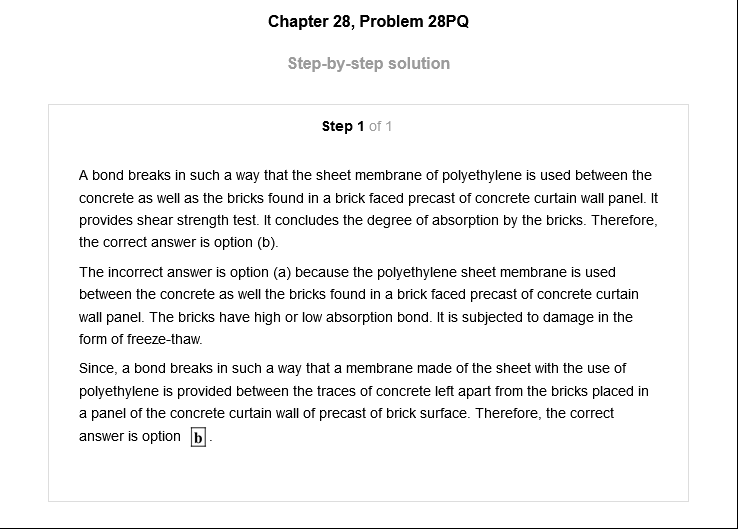 Chapter 28, Problem 28PQ
Step-by-step solution
Step 1 of 1
A bond breaks in such a way that the sheet membrane of polyethylene is used between the
concrete as well as the bricks found in a brick faced precast of concrete curtain wall panel. It
provides shear strength test. It concludes the degree of absorption by the bricks. Therefore,
the correct answer is option (b).
The incorrect answer is option (a) because the polyethylene sheet membrane is used
between the concrete as well the bricks found in a brick faced precast of concrete curtain
wall panel. The bricks have high or low absorption bond. It is subjected to damage in the
form of freeze-thaw.
Since, a bond breaks in such a way that a membrane made of the sheet with the use of
polyethylene is provided between the traces of concrete left apart from the bricks placed in
a panel of the concrete curtain wall of precast of brick surface. Therefore, the correct
answer is option b.